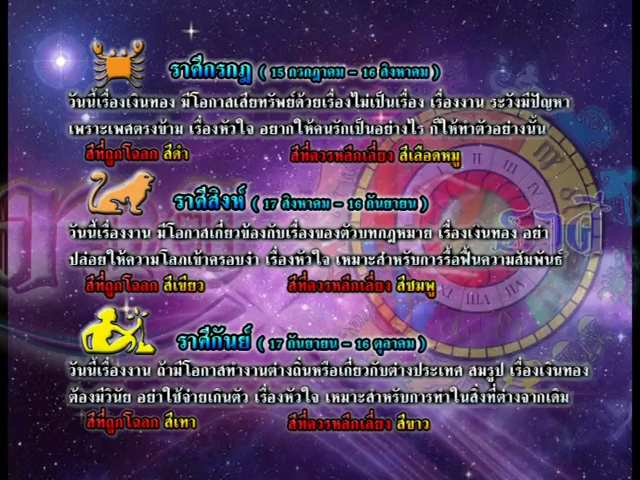 ราศีกรกฎ ( 15 กรกฎาคม - 16 สิงหาคม )
วันนี้เรื่องเงินทอง มีโอกาสเสียทรัพย์ด้วยเรื่องไม่เป็นเรื่อง เรื่องงาน ระวังมีปัญหา
เพราะเพศตรงข้าม เรื่องหัวใจ อยากให้คนรักเป็นอย่างไร ก็ให้ทำตัวอย่างนั้น
สีที่ถูกโฉลก สีดำ สีที่ควรหลีกเลี่ยง สีเลือดหมู
ราศีสิงห์ ( 17 สิงหาคม - 16 กันยายน )
วันนี้เรื่องงาน มีโอกาสเกี่ยวข้องกับเรื่องของตัวบทกฎหมาย เรื่องเงินทอง อย่า
ปล่อยให้ความโลภเข้าครอบงำ เรื่องหัวใจ เหมาะสำหรับการรื้อฟื้นความสัมพันธ์
สีที่ถูกโฉลก สีเขียว สีที่ควรหลีกเลี่ยง สีชมพู
ราศีกันย์ ( 17 กันยายน - 16 ตุลาคม )
วันนี้เรื่องงาน ถ้ามีโอกาสทำงานต่างถิ่นหรือเกี่ยวกับต่างประเทศ ลมรูป เรื่องเงินทอง
ต้องมีวินัย อย่าใช้จ่ายเกินตัว เรื่องหัวใจ เหมาะสำหรับการทำในสิ่งที่ต่างจากเดิม
สีที่ถูกโฉลก สีเทา สีที่ควรหลีกเลี่ยง สีขาว
ราศี